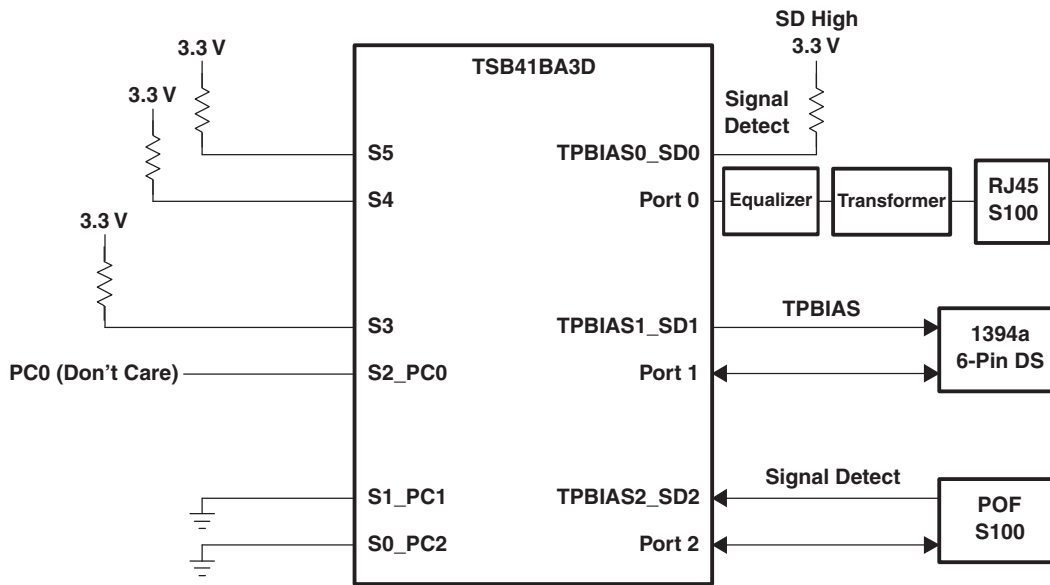 SD High
3.3 V
3.3 V
TSB41BA3D
3.3 V
Signal
Detect
S5
TPBIAS0_SD0
S4
Port 0
Equalizer
Transformer
RJ45
S100
3.3 V
S3
TPBIAS1_SD1
TPBIAS
1394a
6-Pin DS
PC0 (Don't Care)
S2_PC0
Port 1
S1_PC1
TPBIAS2_SD2
Signal Detect
POF
S100
S0_PC2
Port 2